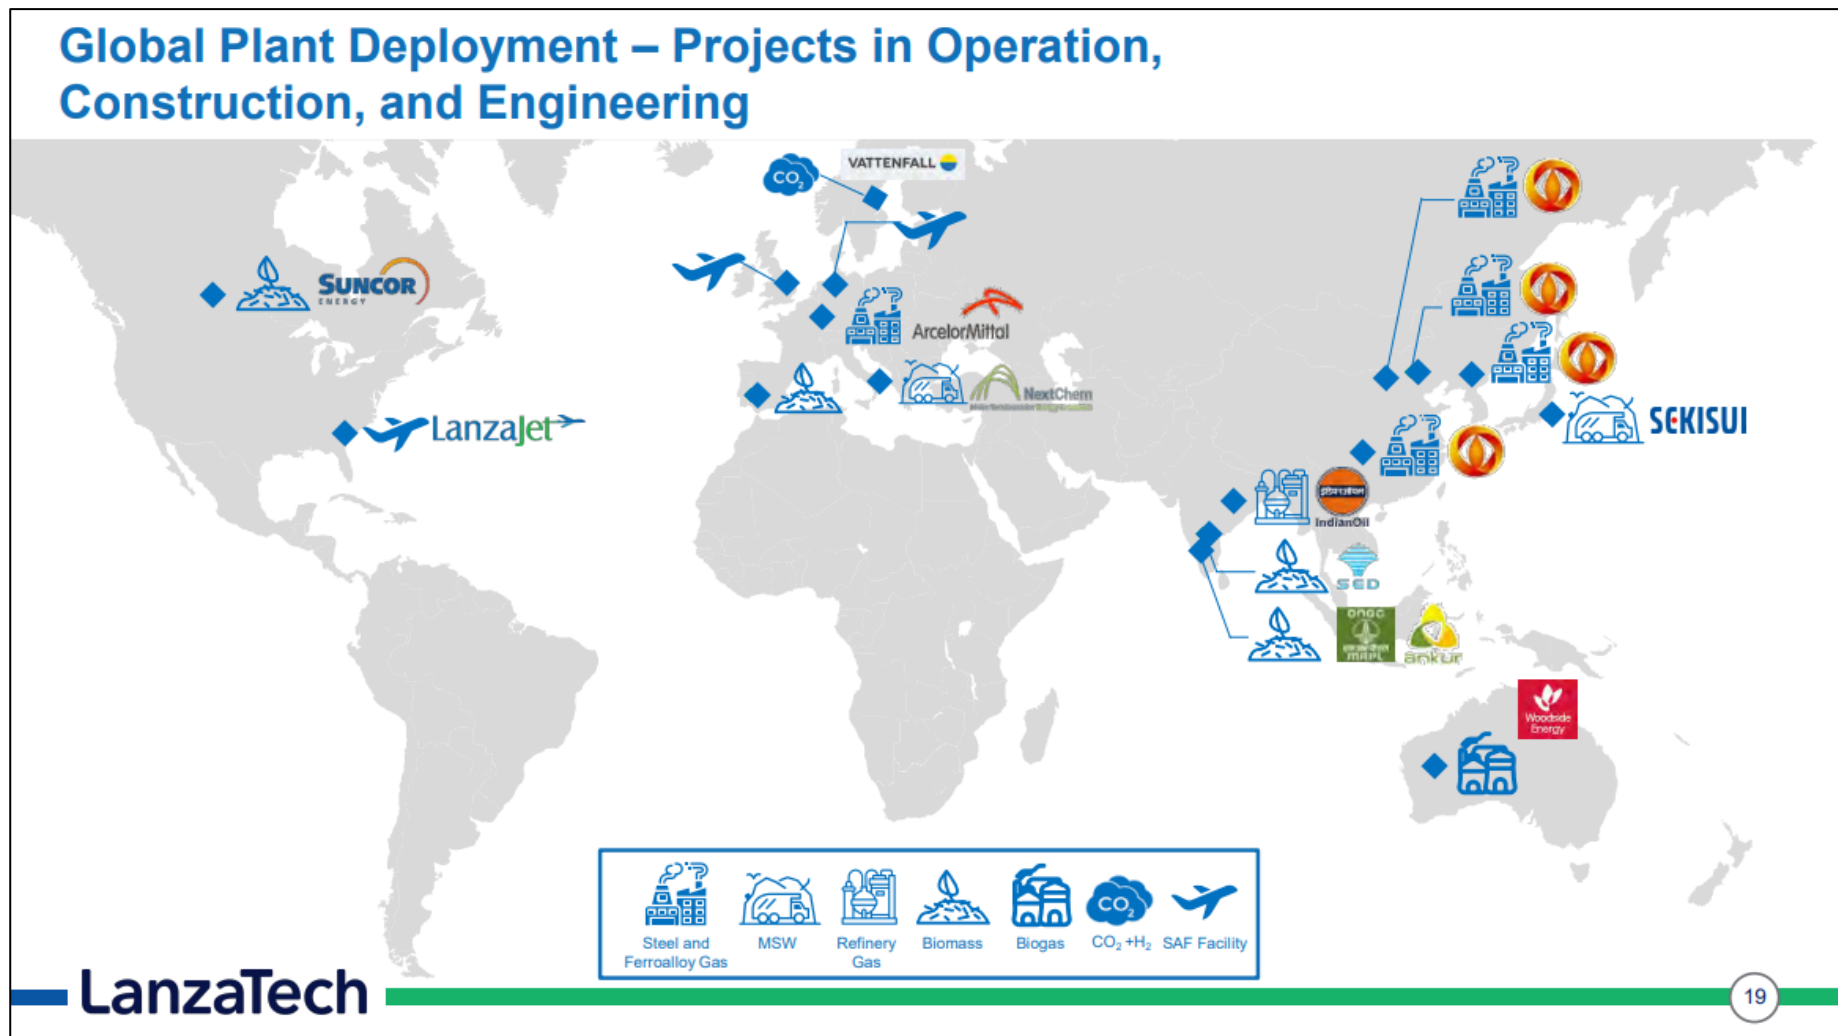 Global Plant Deployment – Projects in Operation,
Construction, and Engineering
CO2
VATTENFALL
SUNCOR
ENERGY
ArcelorMittal
NextChem
LanzaJet
SEKISUI
इंडियनऑयल
IndianOil
SED
ONGC
MRPL
ankur
Woodside
Energy
CO2
Steel and
Ferroalloy Gas
MSW
Refinery
Gas
Biomass
Biogas
CO2 +H2
SAF Facility
LanzaTech
19